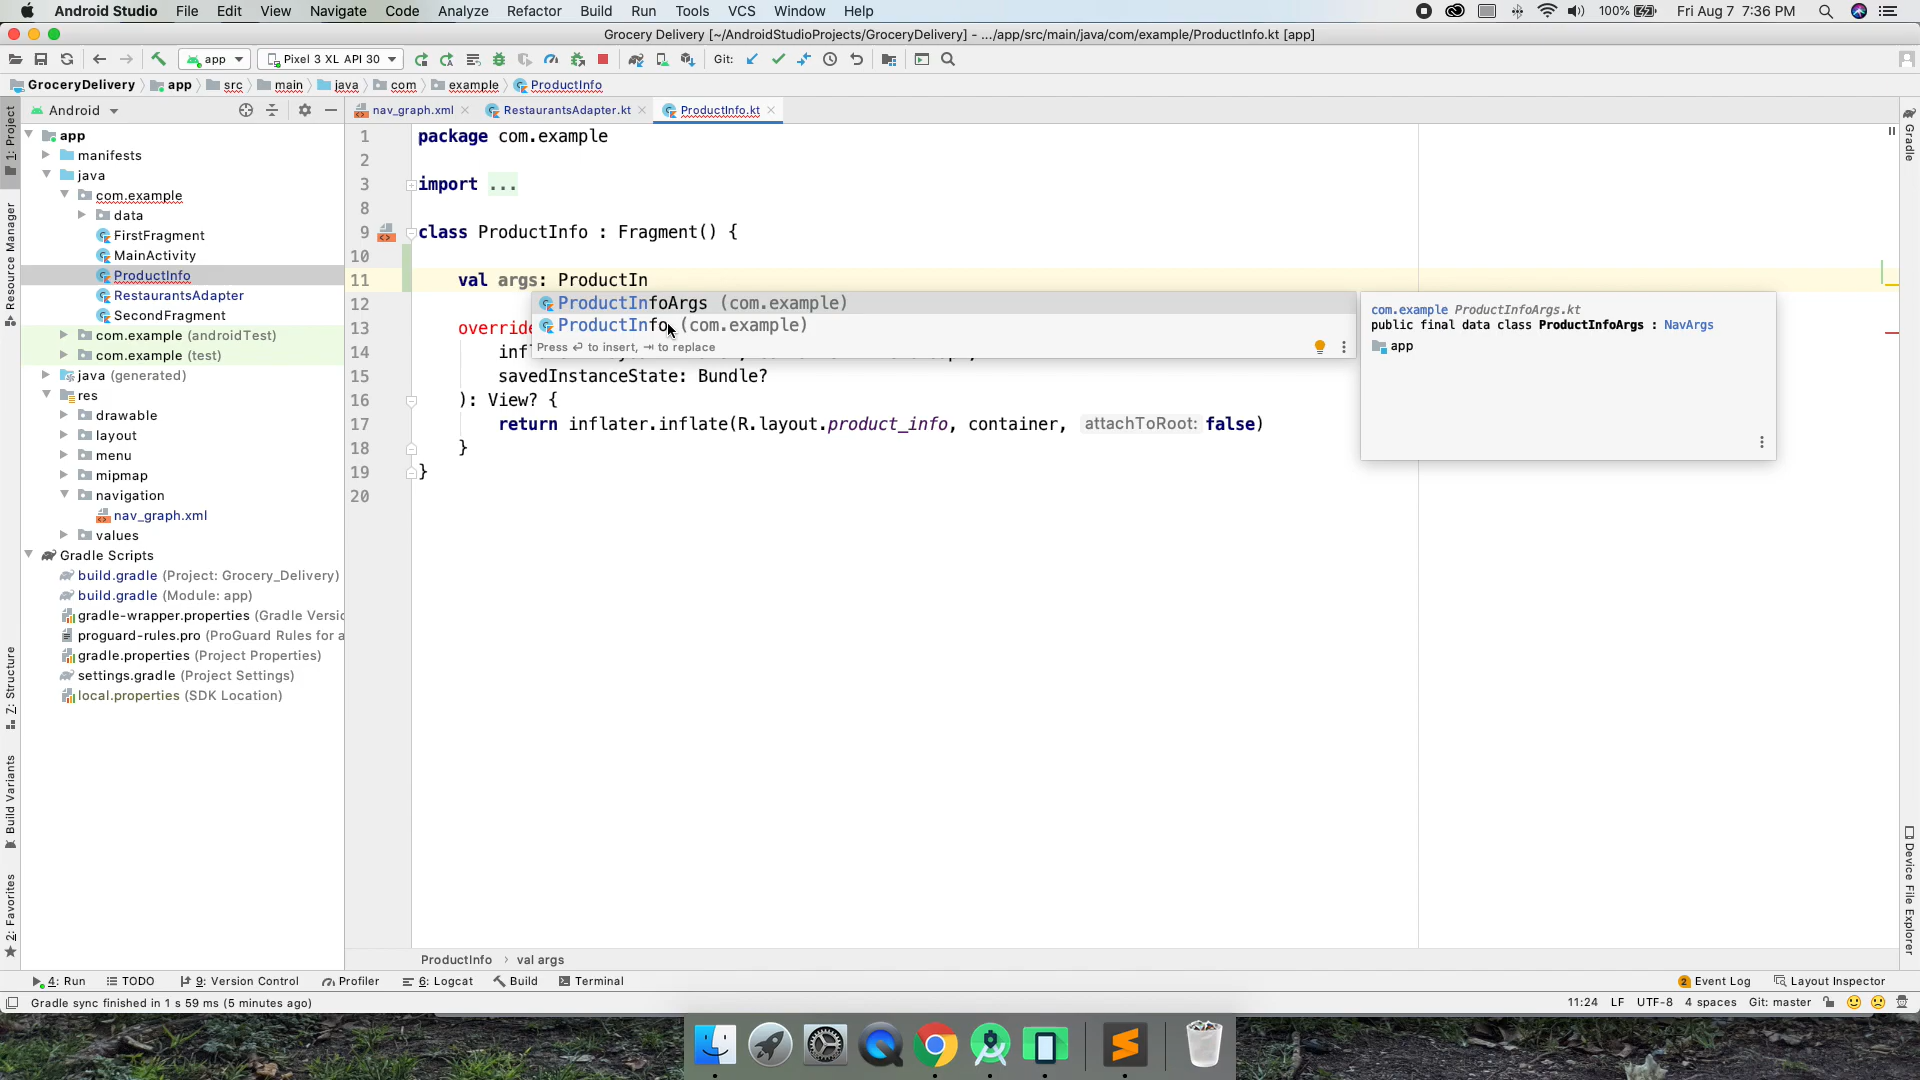 Android Studio File Edit View Navigate Code Analyze Refactor Build Run Tools VCS Window Help 100% Fri Aug 7 7:36 PM
Grocery Delivery [~/AndroidStudioProjects/GroceryDelivery] - .../app/src/main/java/com/example/ProductInfo.kt [app]
app Pixel 3 XL API 30 Git:
GroceryDelivery app src main java com example ProductInfo
Android nav_graph.xml RestaurantsAdapter.kt ProductInfo.kt
1: Project
Resource Manager
Z: Structure
Build Variants
2: Favorites
app
manifests
java
com.example
data
FirstFragment
MainActivity
ProductInfo
RestaurantsAdapter
SecondFragment
com.example (androidTest)
com.example (test)
java (generated)
res
drawable
layout
menu
mipmap
navigation
nav_graph.xml
values
Gradle Scripts
build.gradle (Project: Grocery_Delivery)
build.gradle (Module: app)
gradle-wrapper.properties (Gradle Versic
proguard-rules.pro (ProGuard Rules for a
gradle.properties (Project Properties)
settings.gradle (Project Settings)
local.properties (SDK Location)
1 package com.example
2
3 import ...
8
9 class ProductInfo : Fragment() {
10
11 val args: ProductIn
12
13 override
14 infl
15 savedInstanceState: Bundle?
16 ): View? {
17 return inflater.inflate(R.layout.product_info, container, attachToRoot: false)
18 }
19 }
20
ProductInfoArgs (com.example)
ProductInfo (com.example)
Press ↩ to insert, ⇥ to replace
com.example ProductInfoArgs.kt
public final data class ProductInfoArgs : NavArgs
app
Gradle
Device File Explorer
ProductInfo › val args
4: Run TODO 9: Version Control Profiler 6: Logcat Build Terminal 2 Event Log Layout Inspector
Gradle sync finished in 1 s 59 ms (5 minutes ago) 11:24 LF UTF-8 4 spaces Git: master